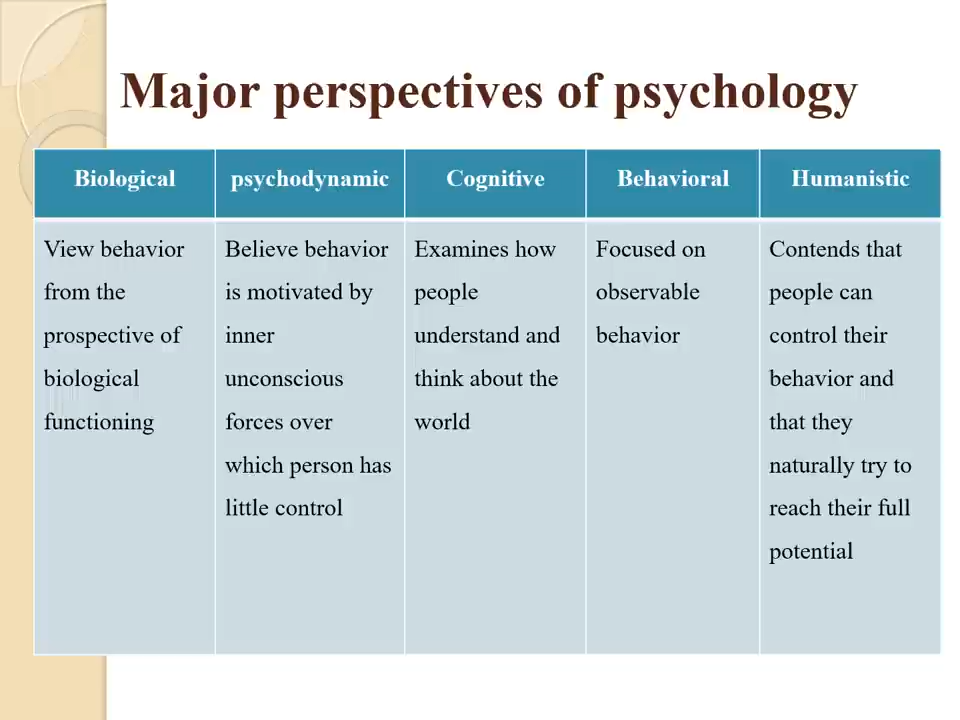 Major perspectives of psychology
Biological
psychodynamic
Cognitive
Behavioral
Humanistic
View behavior
from the
prospective of
biological
functioning
Believe behavior
is motivated by
inner
unconscious
forces over
which person has
little control
Examines how
people
understand and
think about the
world
Focused on
observable
behavior
Contends that
people can
control their
behavior and
that they
naturally try to
reach their full
potential